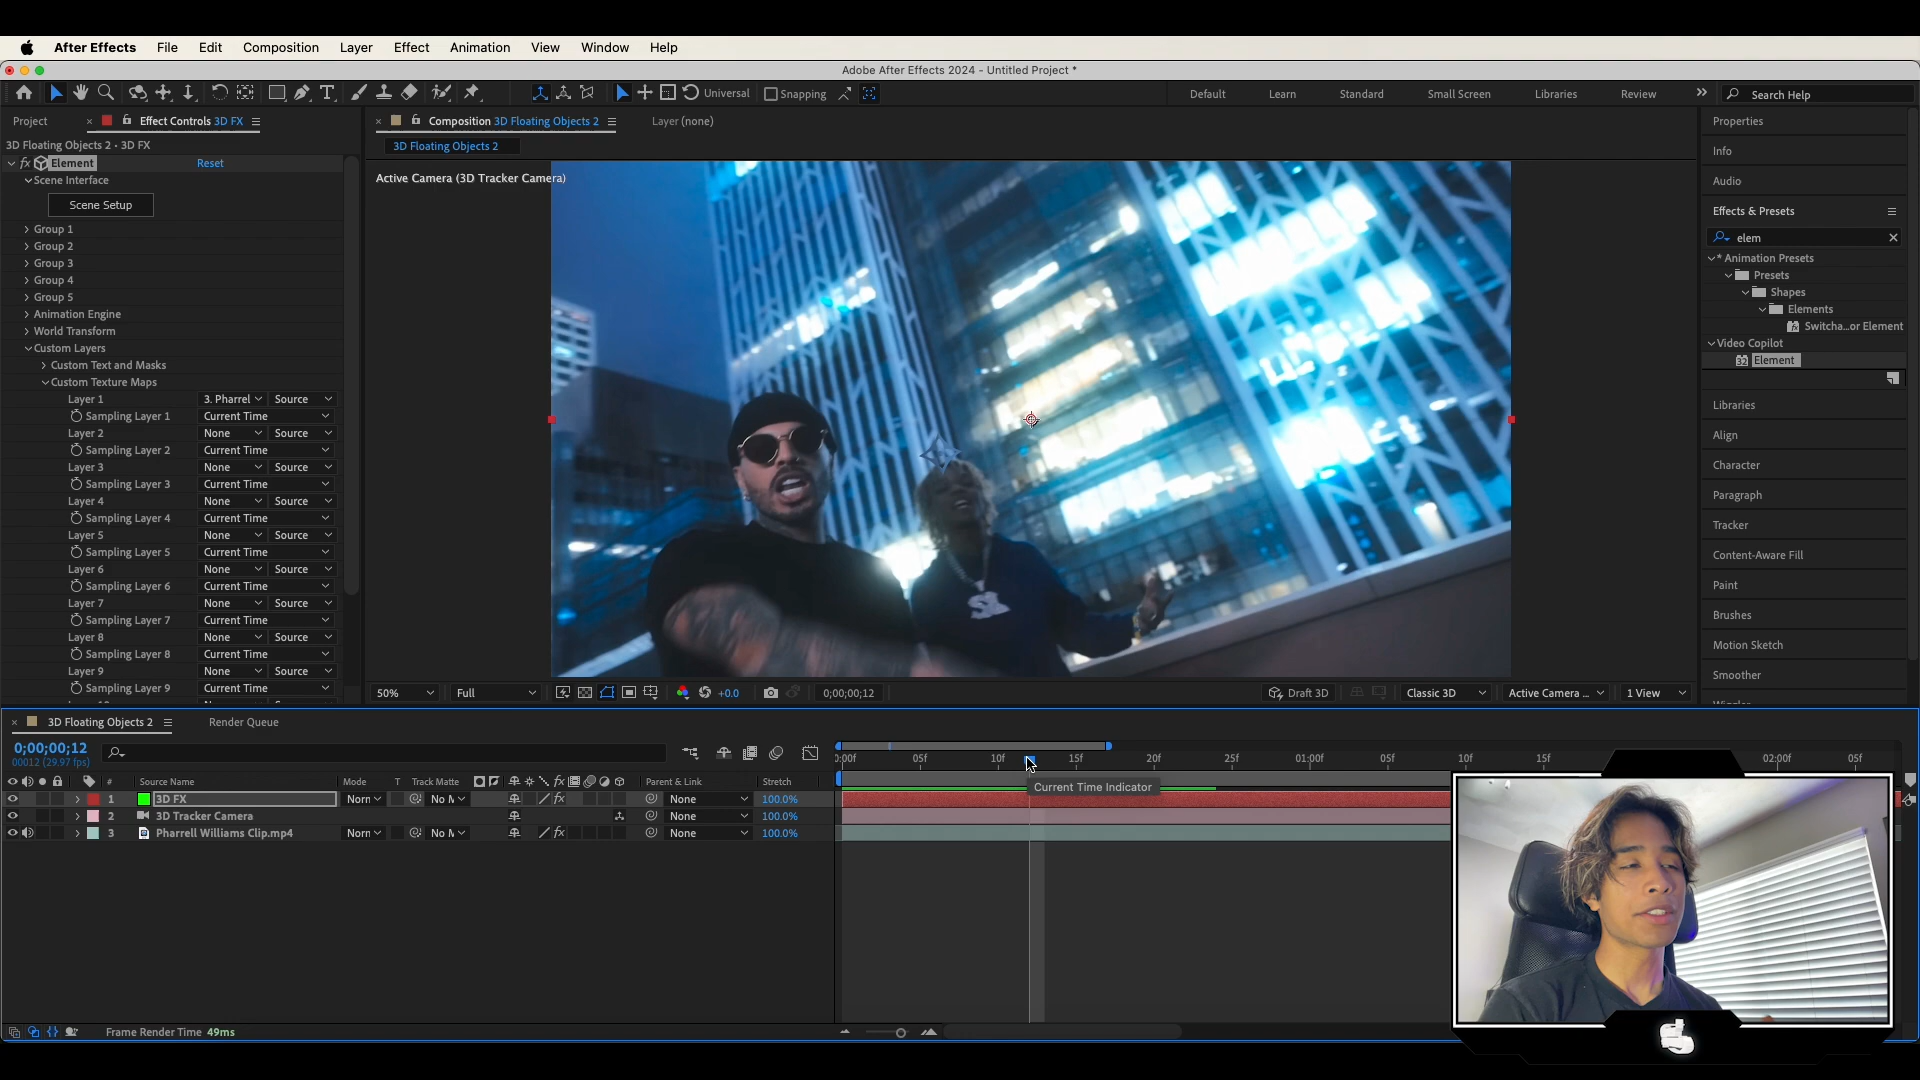 After Effects File Edit Composition Layer Effect Animation View Window Help
Adobe After Effects 2024 - Untitled Project *
Universal Snapping Default Learn Standard Small Screen Libraries Review Search Help
Project Effect Controls 3D FX
3D Floating Objects 2 • 3D FX
fx Element Reset
Scene Interface
Scene Setup
Group 1
Group 2
Group 3
Group 4
Group 5
Animation Engine
World Transform
Custom Layers
Custom Text and Masks
Custom Texture Maps
Layer 1 3. Pharrel Source
Sampling Layer 1 Current Time
Layer 2 None Source
Sampling Layer 2 Current Time
Layer 3 None Source
Sampling Layer 3 Current Time
Layer 4 None Source
Sampling Layer 4 Current Time
Layer 5 None Source
Sampling Layer 5 Current Time
Layer 6 None Source
Sampling Layer 6 Current Time
Layer 7 None Source
Sampling Layer 7 Current Time
Layer 8 None Source
Sampling Layer 8 Current Time
Layer 9 None Source
Sampling Layer 9 Current Time
Composition 3D Floating Objects 2 Layer (none)
3D Floating Objects 2
Active Camera (3D Tracker Camera)
50% Full +0.0 0;00;00;12 Draft 3D Classic 3D Active Camera ... 1 View
Properties
Info
Audio
Effects & Presets
elem
* Animation Presets
Presets
Shapes
Elements
Switcha...or Element
Video Copilot
32 Element
Libraries
Align
Character
Paragraph
Tracker
Content-Aware Fill
Paint
Brushes
Motion Sketch
Smoother
3D Floating Objects 2 Render Queue
0;00;00;12
00012 (29.97 fps)
:00f 05f 10f 15f 20f 25f 01:00f 05f 10f 15f 02:00f 05f
# Source Name Mode T Track Matte fx Parent & Link Stretch
Current Time Indicator
1 3D FX Norn No M fx None 100.0%
2 3D Tracker Camera None 100.0%
3 Pharrell Williams Clip.mp4 Norn No M fx None 100.0%
Frame Render Time 49ms